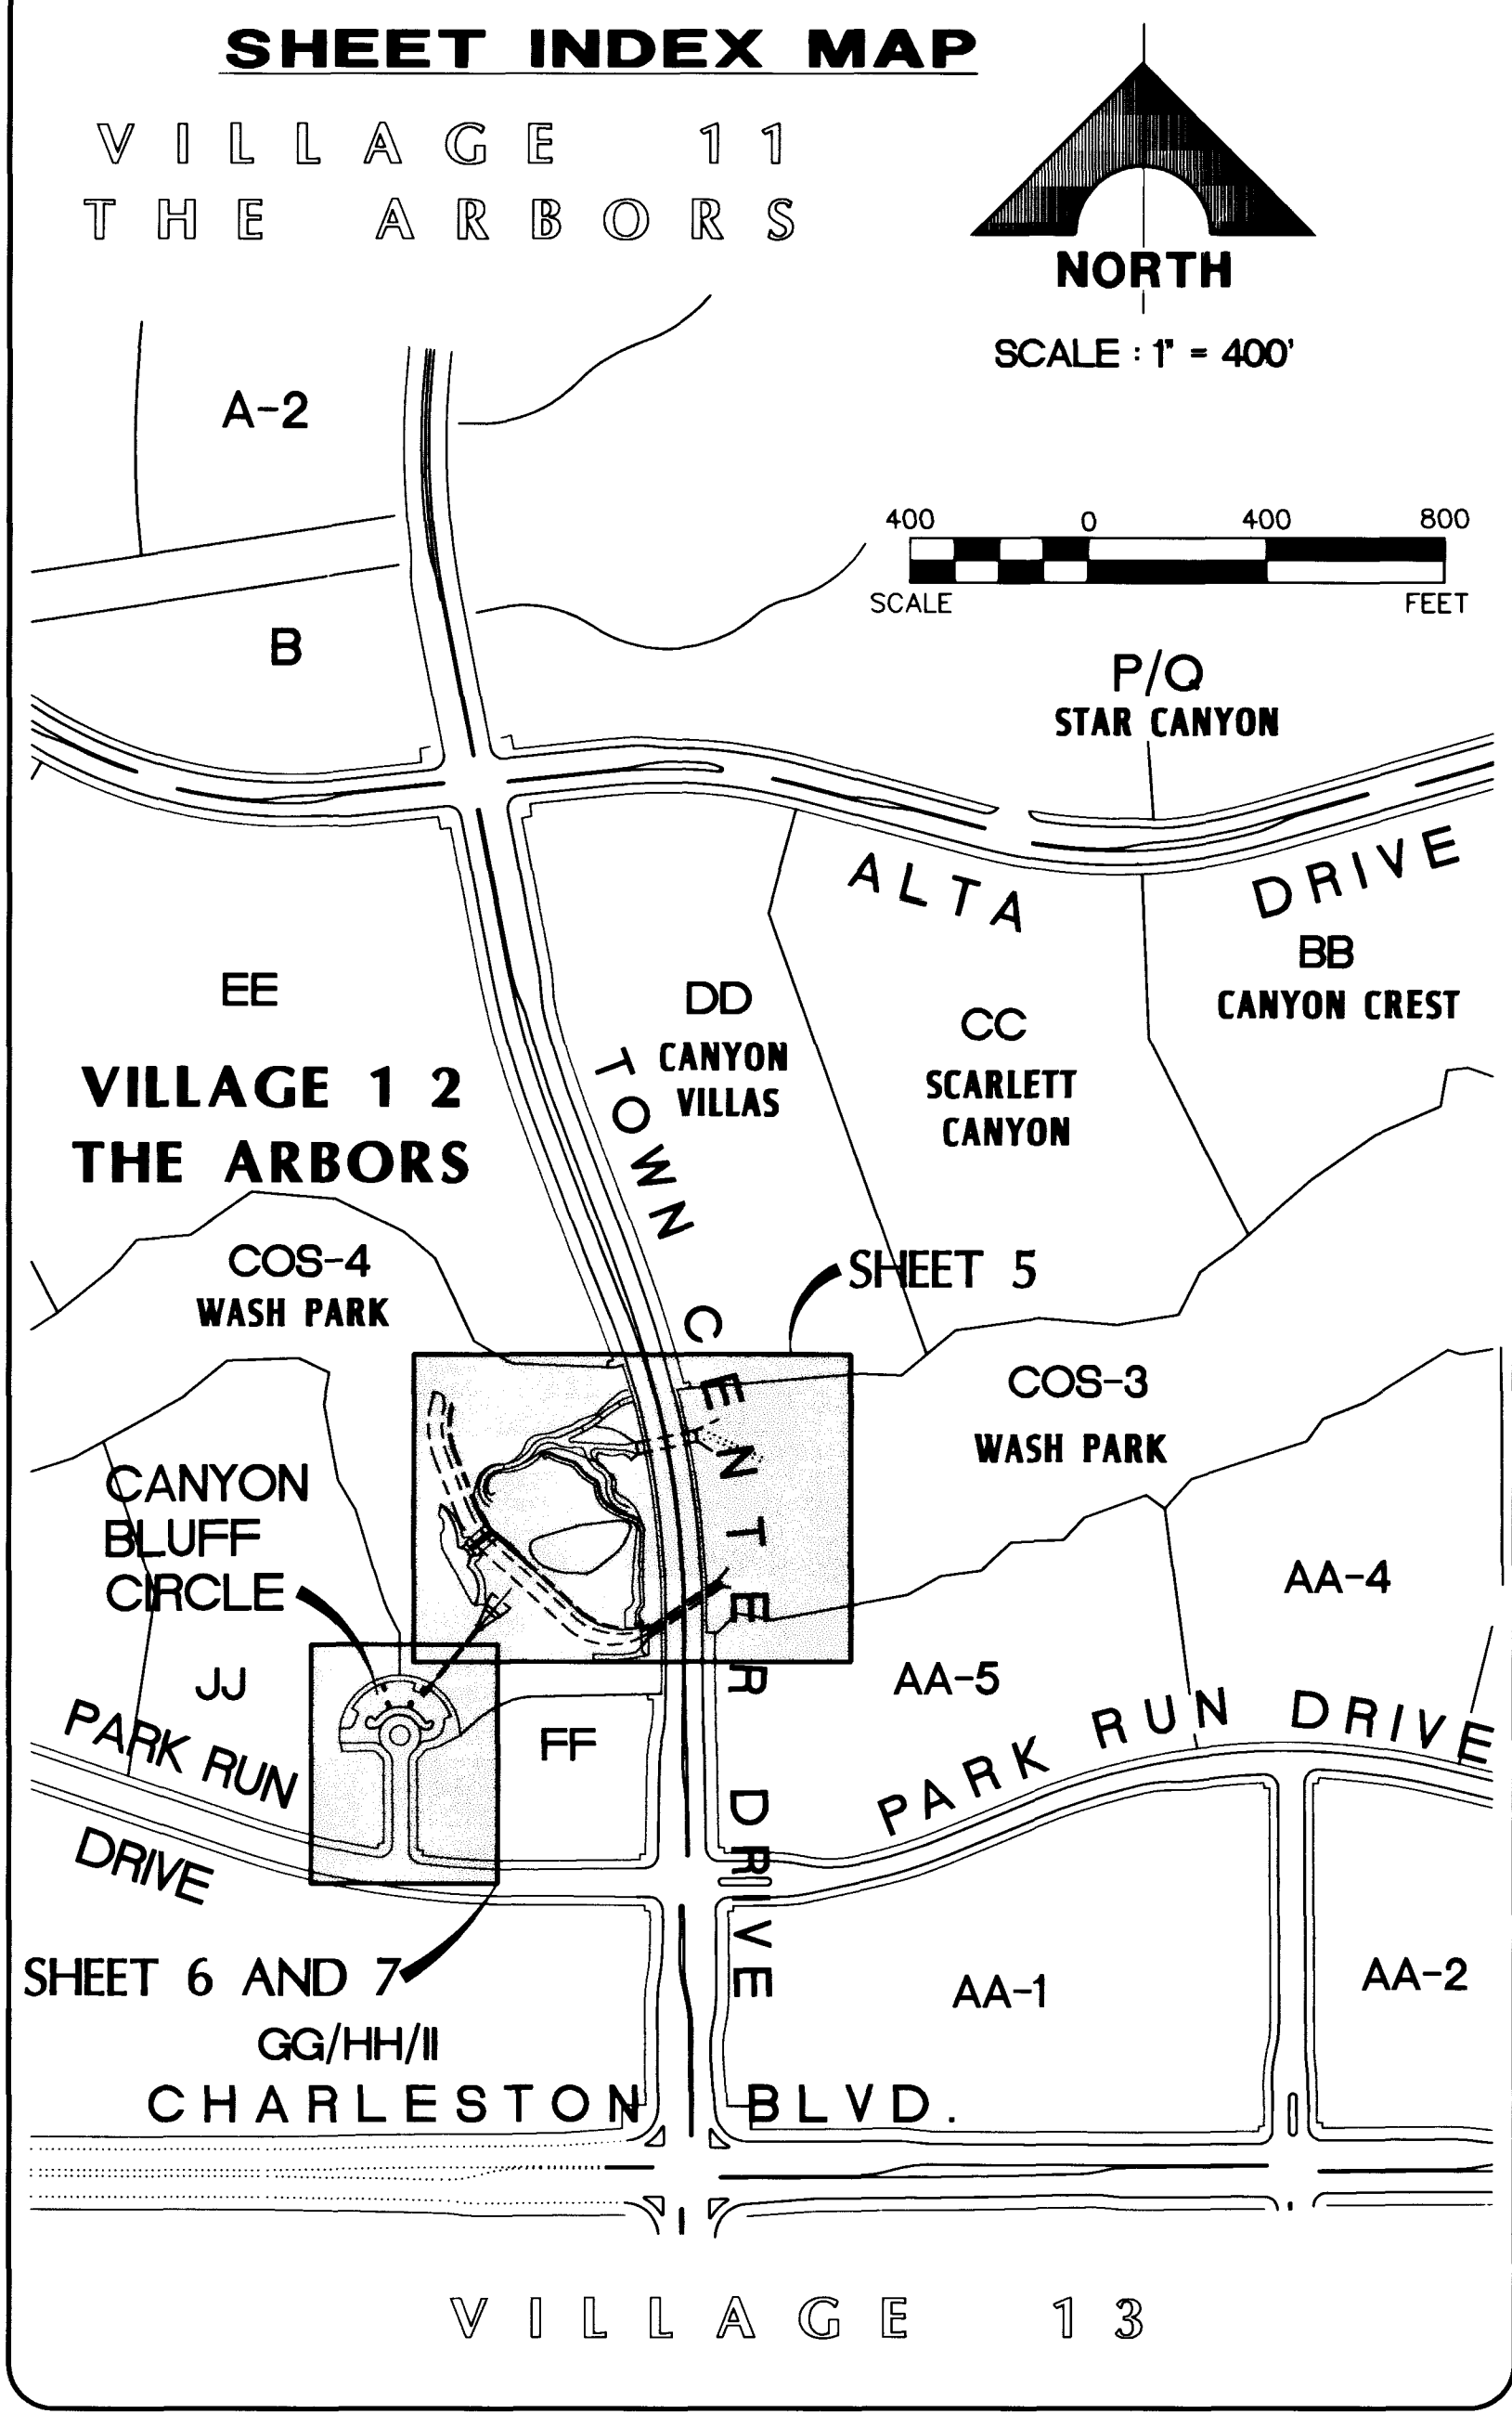 SHEET INDEX MAP
VILLAGE 11
THE ARBORS
NORTH
SCALE : 1" = 400'
A-2
400 0 400 800
SCALE FEET
B
P/Q
STAR CANYON
ALTA DRIVE
EE
DD
CANYON
VILLAS
CC
SCARLETT
CANYON
BB
CANYON CREST
VILLAGE 12
THE ARBORS
TOWN CENTER DRIVE
COS-4
WASH PARK
SHEET 5
COS-3
WASH PARK
CANYON
BLUFF
CIRCLE
AA-4
JJ
FF
AA-5
PARK RUN
DRIVE
PARK RUN DRIVE
SHEET 6 AND 7
GG/HH/II
AA-1
AA-2
CHARLESTON BLVD.
VILLAGE 13